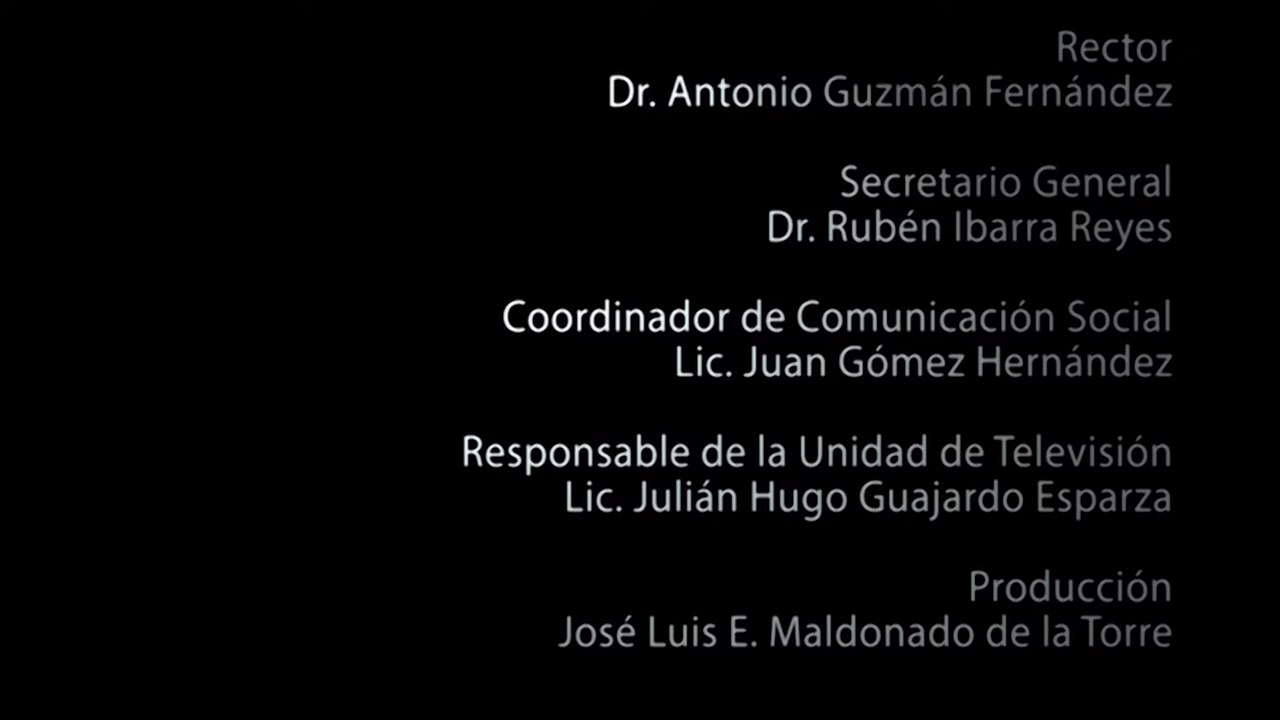 Rector
Dr. Antonio Guzmán Fernández
Secretario General
Dr. Rubén Ibarra Reyes
Coordinador de Comunicación Social
Lic. Juan Gómez Hernández
Responsable de la Unidad de Televisión
Lic. Julián Hugo Guajardo Esparza
Producción
José Luis E. Maldonado de la Torre